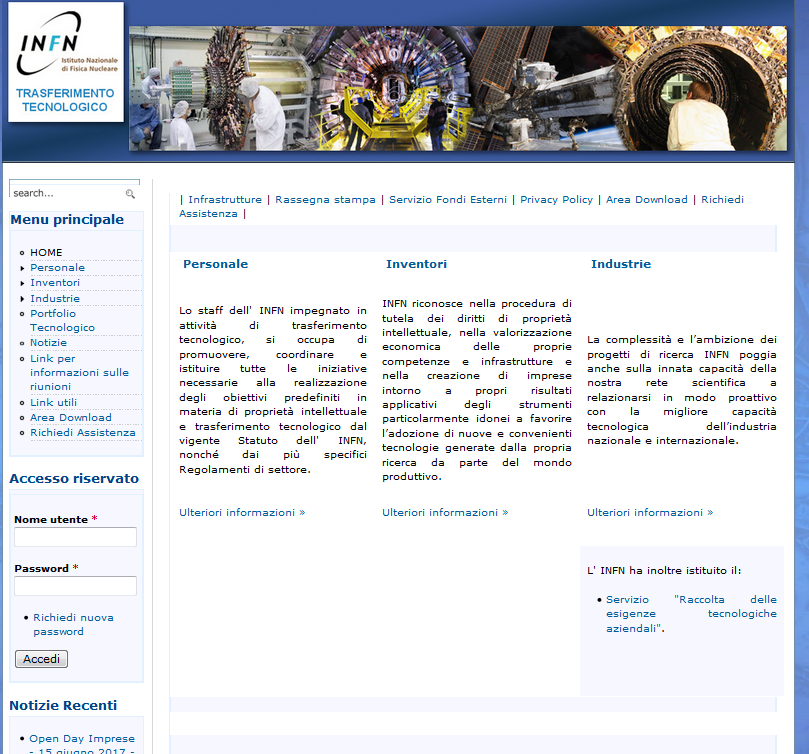 INFN
Istituto Nazionale
di Fisica Nucleare
TRASFERIMENTO
TECNOLOGICO
search...
Menu principale
HOME
Personale
Inventori
Industrie
Portfolio
Tecnologico
Notizie
Link per
informazioni sulle
riunioni
Link utili
Area Download
Richiedi Assistenza
Accesso riservato
Nome utente *
Password *
Richiedi nuova
password
Accedi
Notizie Recenti
Open Day Imprese
- 15 giugno 2017 -
| Infrastrutture | Rassegna stampa | Servizio Fondi Esterni | Privacy Policy | Area Download | Richiedi
Assistenza |
Personale
Lo staff dell' INFN impegnato in
attività di trasferimento
tecnologico, si occupa di
promuovere, coordinare e
istituire tutte le iniziative
necessarie alla realizzazione
degli obiettivi predefiniti in
materia di proprietà intellettuale
e trasferimento tecnologico dal
vigente Statuto dell' INFN,
nonché dai più specifici
Regolamenti di settore.
Ulteriori informazioni »
Inventori
INFN riconosce nella procedura di
tutela dei diritti di proprietà
intellettuale, nella valorizzazione
economica delle proprie
competenze e infrastrutture e
nella creazione di imprese
intorno a propri risultati
applicativi degli strumenti
particolarmente idonei a favorire
l’adozione di nuove e convenienti
tecnologie generate dalla propria
ricerca da parte del mondo
produttivo.
Ulteriori informazioni »
Industrie
La complessità e l’ambizione dei
progetti di ricerca INFN poggia
anche sulla innata capacità della
nostra rete scientifica a
relazionarsi in modo proattivo
con la migliore capacità
tecnologica dell’industria
nazionale e internazionale.
Ulteriori informazioni »
L' INFN ha inoltre istituito il:
Servizio "Raccolta delle
esigenze tecnologiche
aziendali".